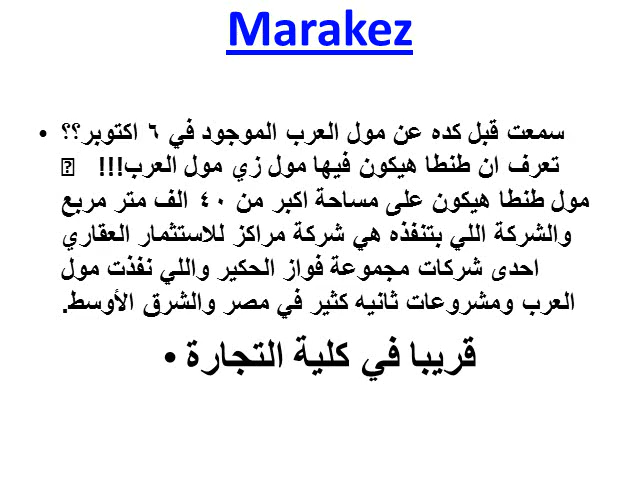 Marakez
• سمعت قبل كده عن مول العرب الموجود في ٦ اكتوبر؟؟
تعرف ان طنطا هيكون فيها مول زي مول العرب!!!
مول طنطا هيكون على مساحة اكبر من ٤٠ الف متر مربع
والشركة اللي بتنفذه هي شركة مراكز للاستثمار العقاري
احدى شركات مجموعة فواز الحكير واللي نفذت مول
العرب ومشروعات ثانيه كثير في مصر والشرق الأوسط.
• قريبا في كلية التجارة